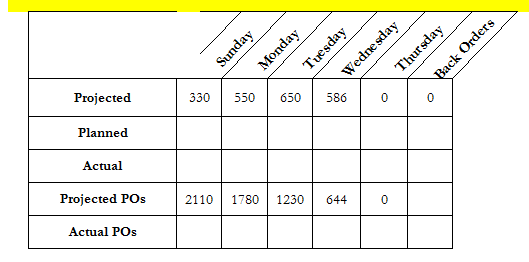 Sunday Monday Tuesday Wednesday Thursday Back Orders
Projected 330 550 650 586 0 0
Planned
Actual
Projected POs 2110 1780 1230 644 0
Actual POs